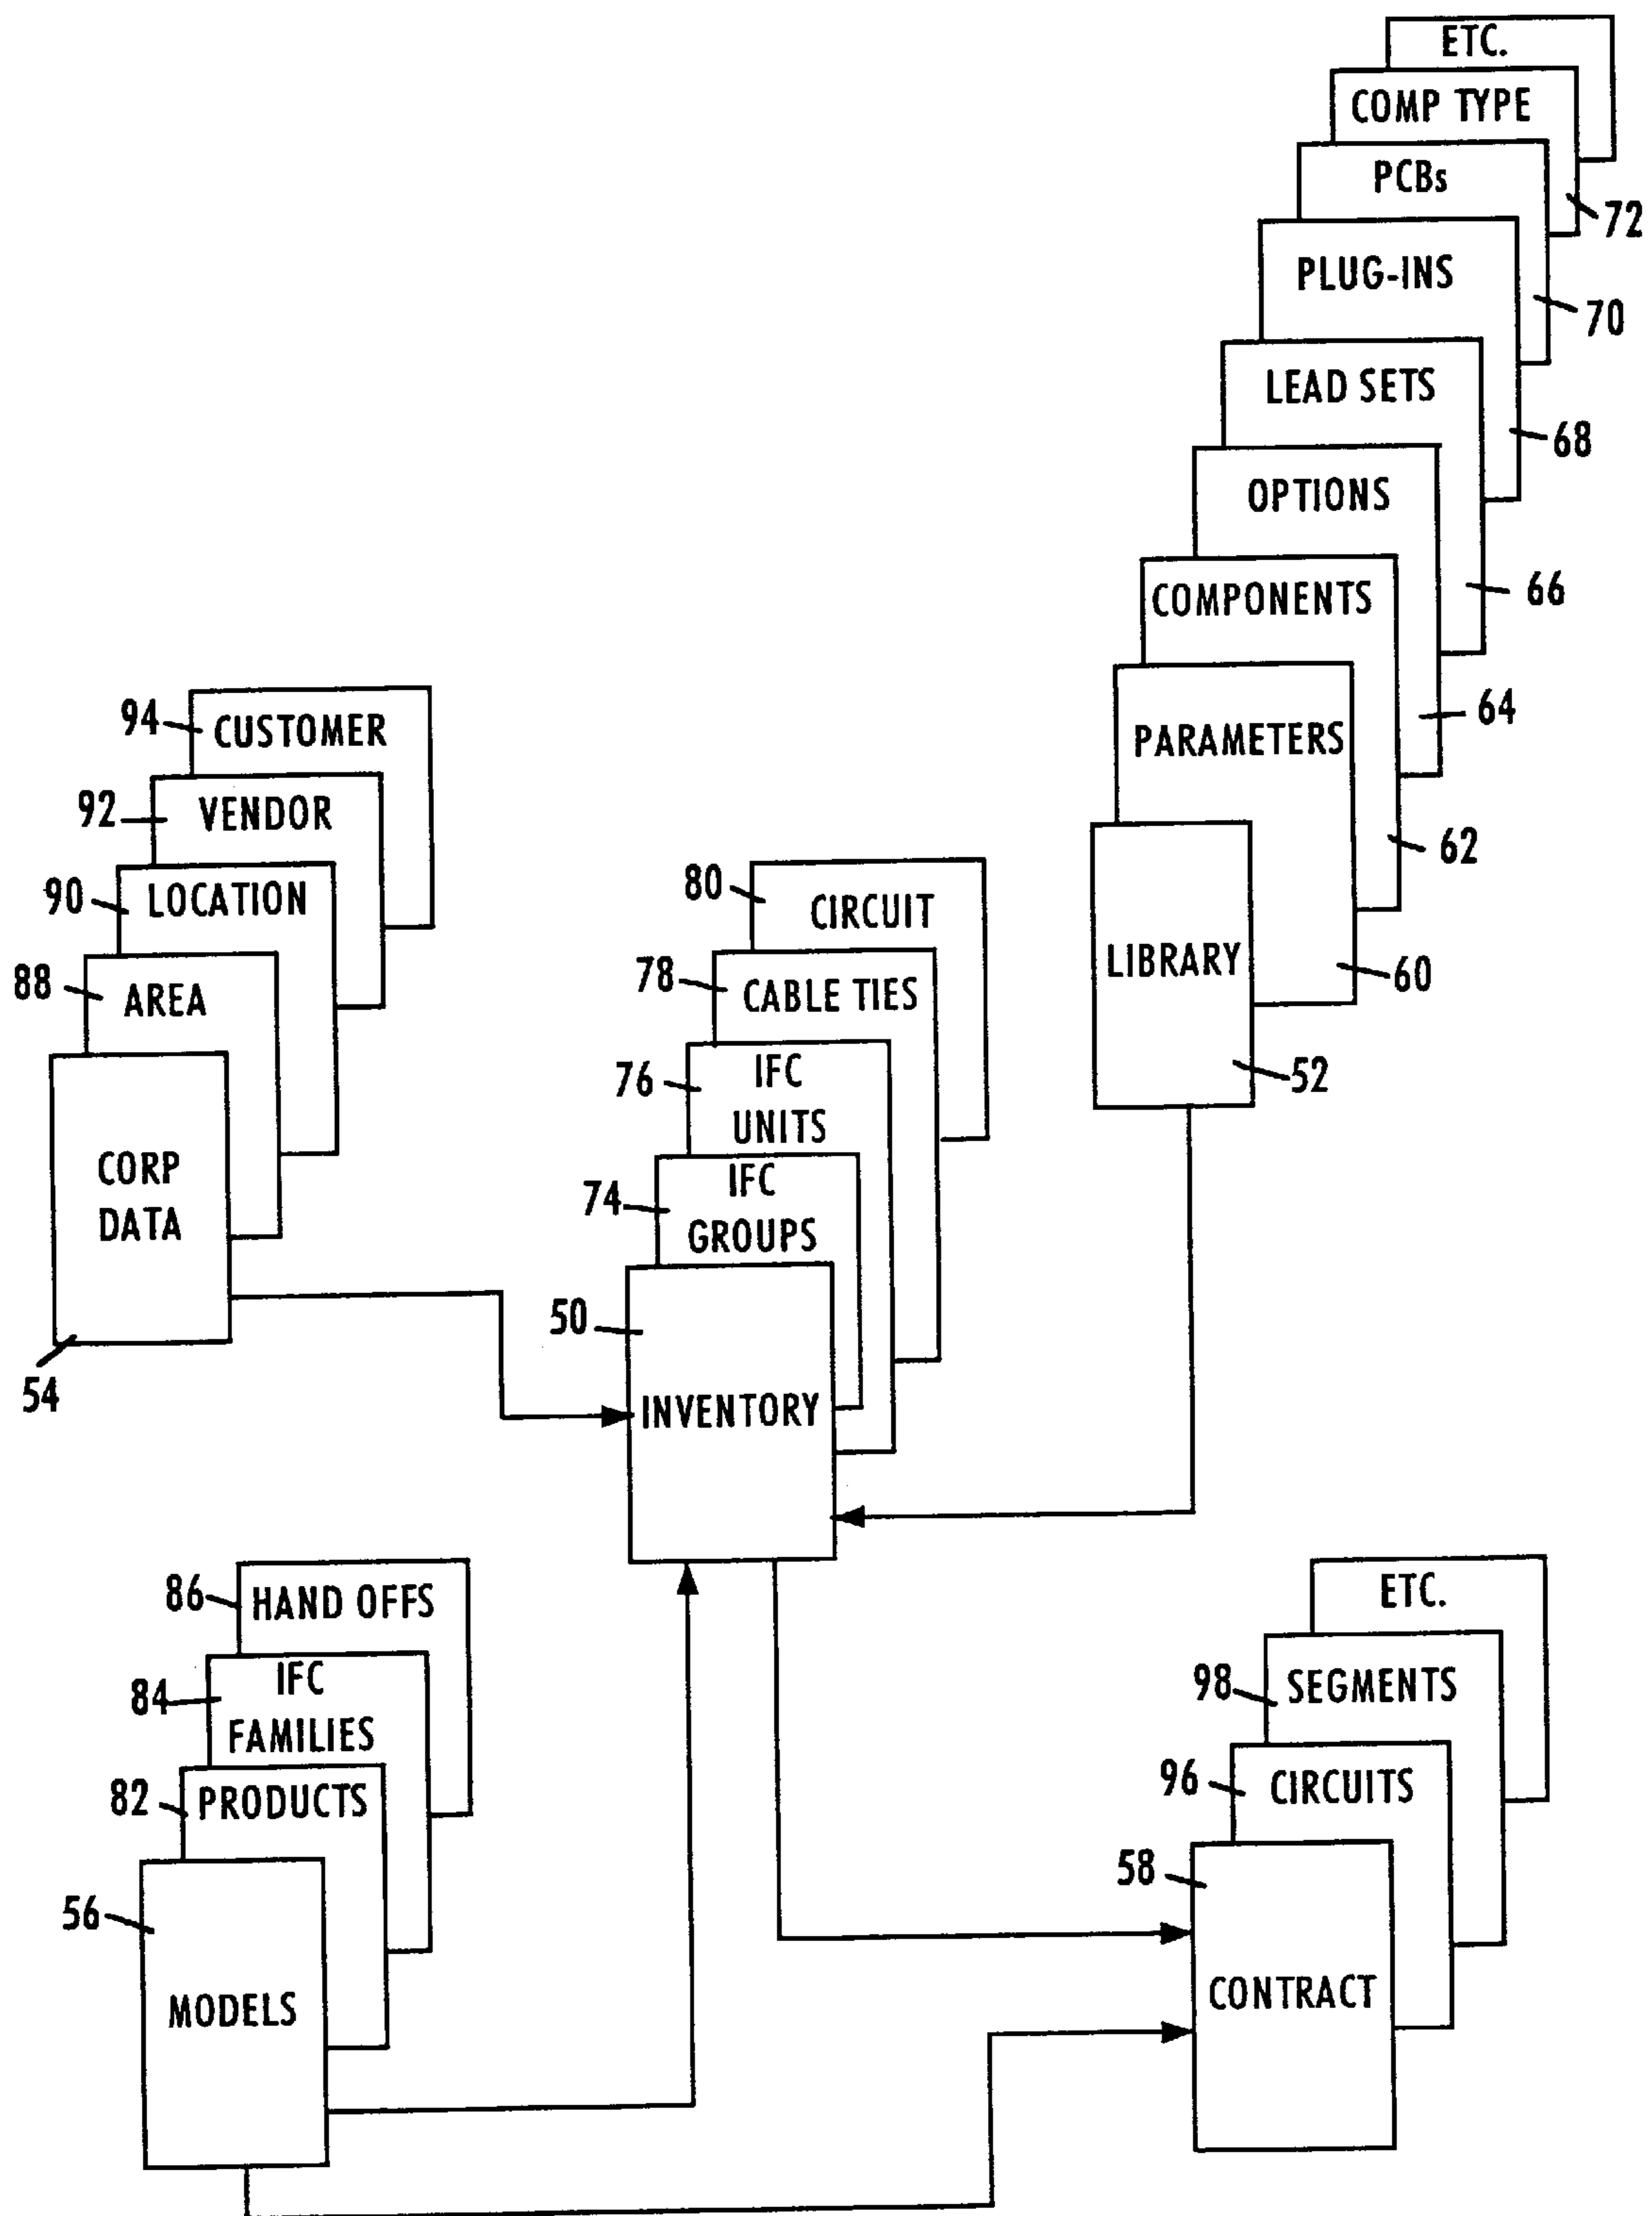 ETC.
COMP TYPE
PCBs
72
PLUG-INS
70
LEAD SETS
68
OPTIONS
66
COMPONENTS
64
PARAMETERS
62
LIBRARY
60
52
94
CUSTOMER
92
VENDOR
90
LOCATION
88
AREA
CORP
DATA
54
80
CIRCUIT
78
CABLE TIES
76
IFC
UNITS
74
IFC
GROUPS
50
INVENTORY
86
HAND OFFS
84
IFC
FAMILIES
82
PRODUCTS
56
MODELS
ETC.
98
SEGMENTS
96
CIRCUITS
58
CONTRACT